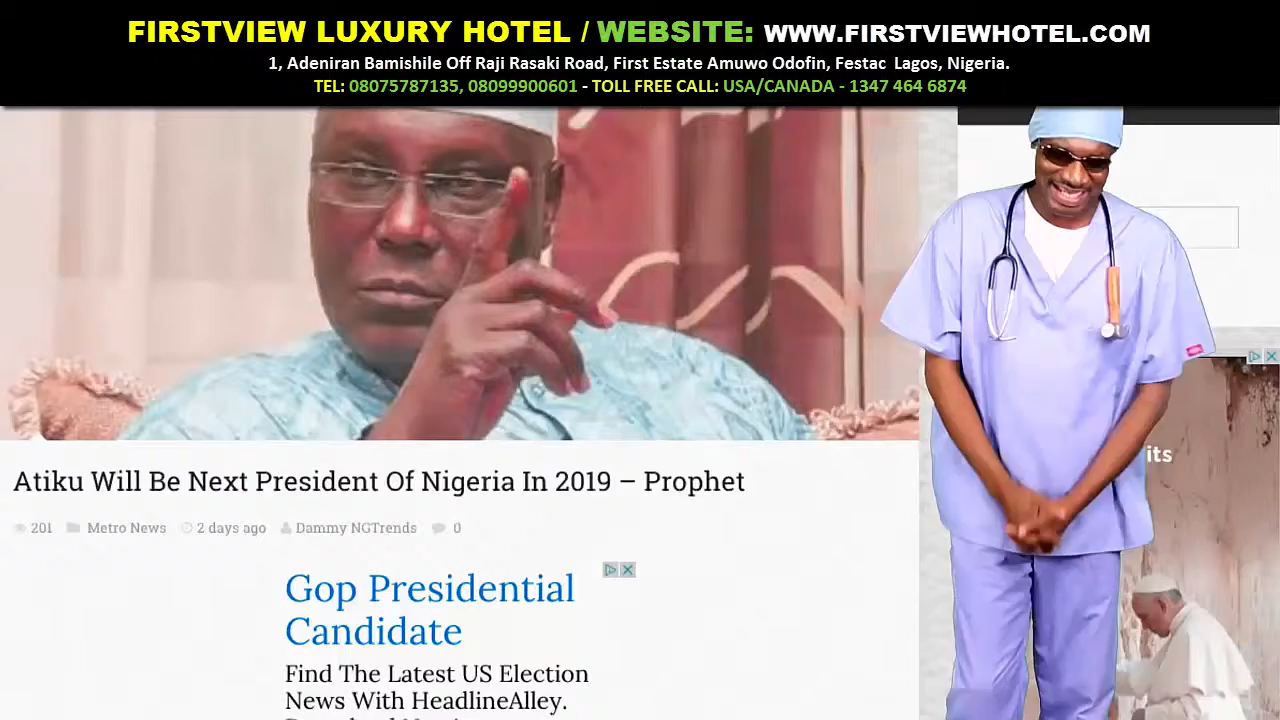 FIRSTVIEW LUXURY HOTEL / WEBSITE: WWW.FIRSTVIEWHOTEL.COM
1, Adeniran Bamishile Off Raji Rasaki Road, First Estate Amuwo Odofin, Festac Lagos, Nigeria.
TEL: 08075787135, 08099900601 - TOLL FREE CALL: USA/CANADA - 1347 464 6874
its
Atiku Will Be Next President Of Nigeria In 2019 – Prophet
201 Metro News 2 days ago Dammy NGTrends 0
Gop Presidential
Candidate
Find The Latest US Election
News With HeadlineAlley.